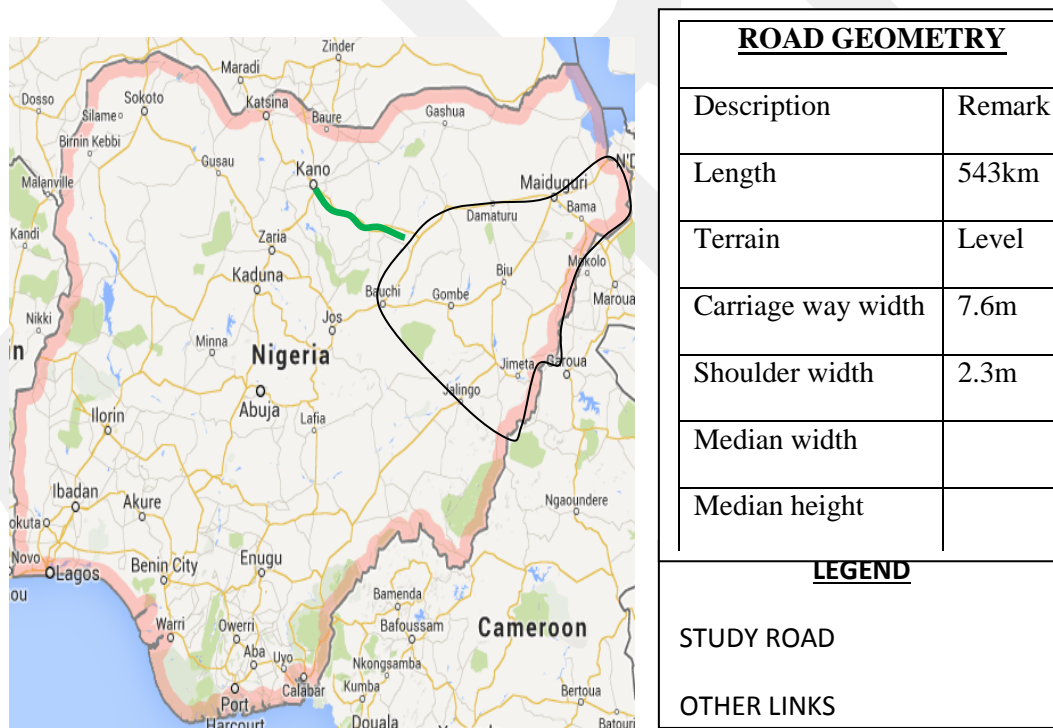 Zinder
Maradi
Dosso
Sokoto
Katsina
Gashua
Silame
Baure
Birnin Kebbi
Gusau
Kano
Malanville
Maiduguri
Damaturu
Bama
Kandi
Zaria
Mokolo
Kaduna
Biu
Maroua
Bauchi
Gombe
Nikki
Jos
Minna
Nigeria
Jimeta
Garoua
Jalingo
Abuja
Lafia
Ilorin
Ibadan
Akure
Ngaoundere
Novo
Lagos
Benin City
Enugu
Bamenda
Warri
Owerri
Bafoussam
Cameroon
Aba
Uyo
Nkongsamba
Calabar
Kumba
Bertoua
Port
Harcourt
Douala
ROAD GEOMETRY
Description Remark
Length 543km
Terrain Level
Carriage way width 7.6m
Shoulder width 2.3m
Median width
Median height
LEGEND
STUDY ROAD
OTHER LINKS